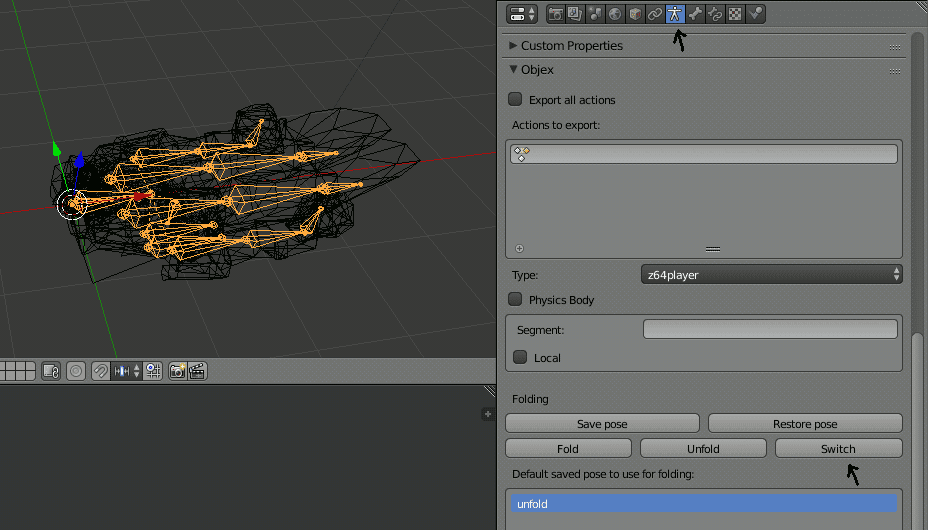 Custom Properties
Objex
Export all actions
Actions to export:
Type: z64player
Physics Body
Segment:
Local
Folding
Save pose Restore pose
Fold Unfold Switch
Default saved pose to use for folding:
unfold